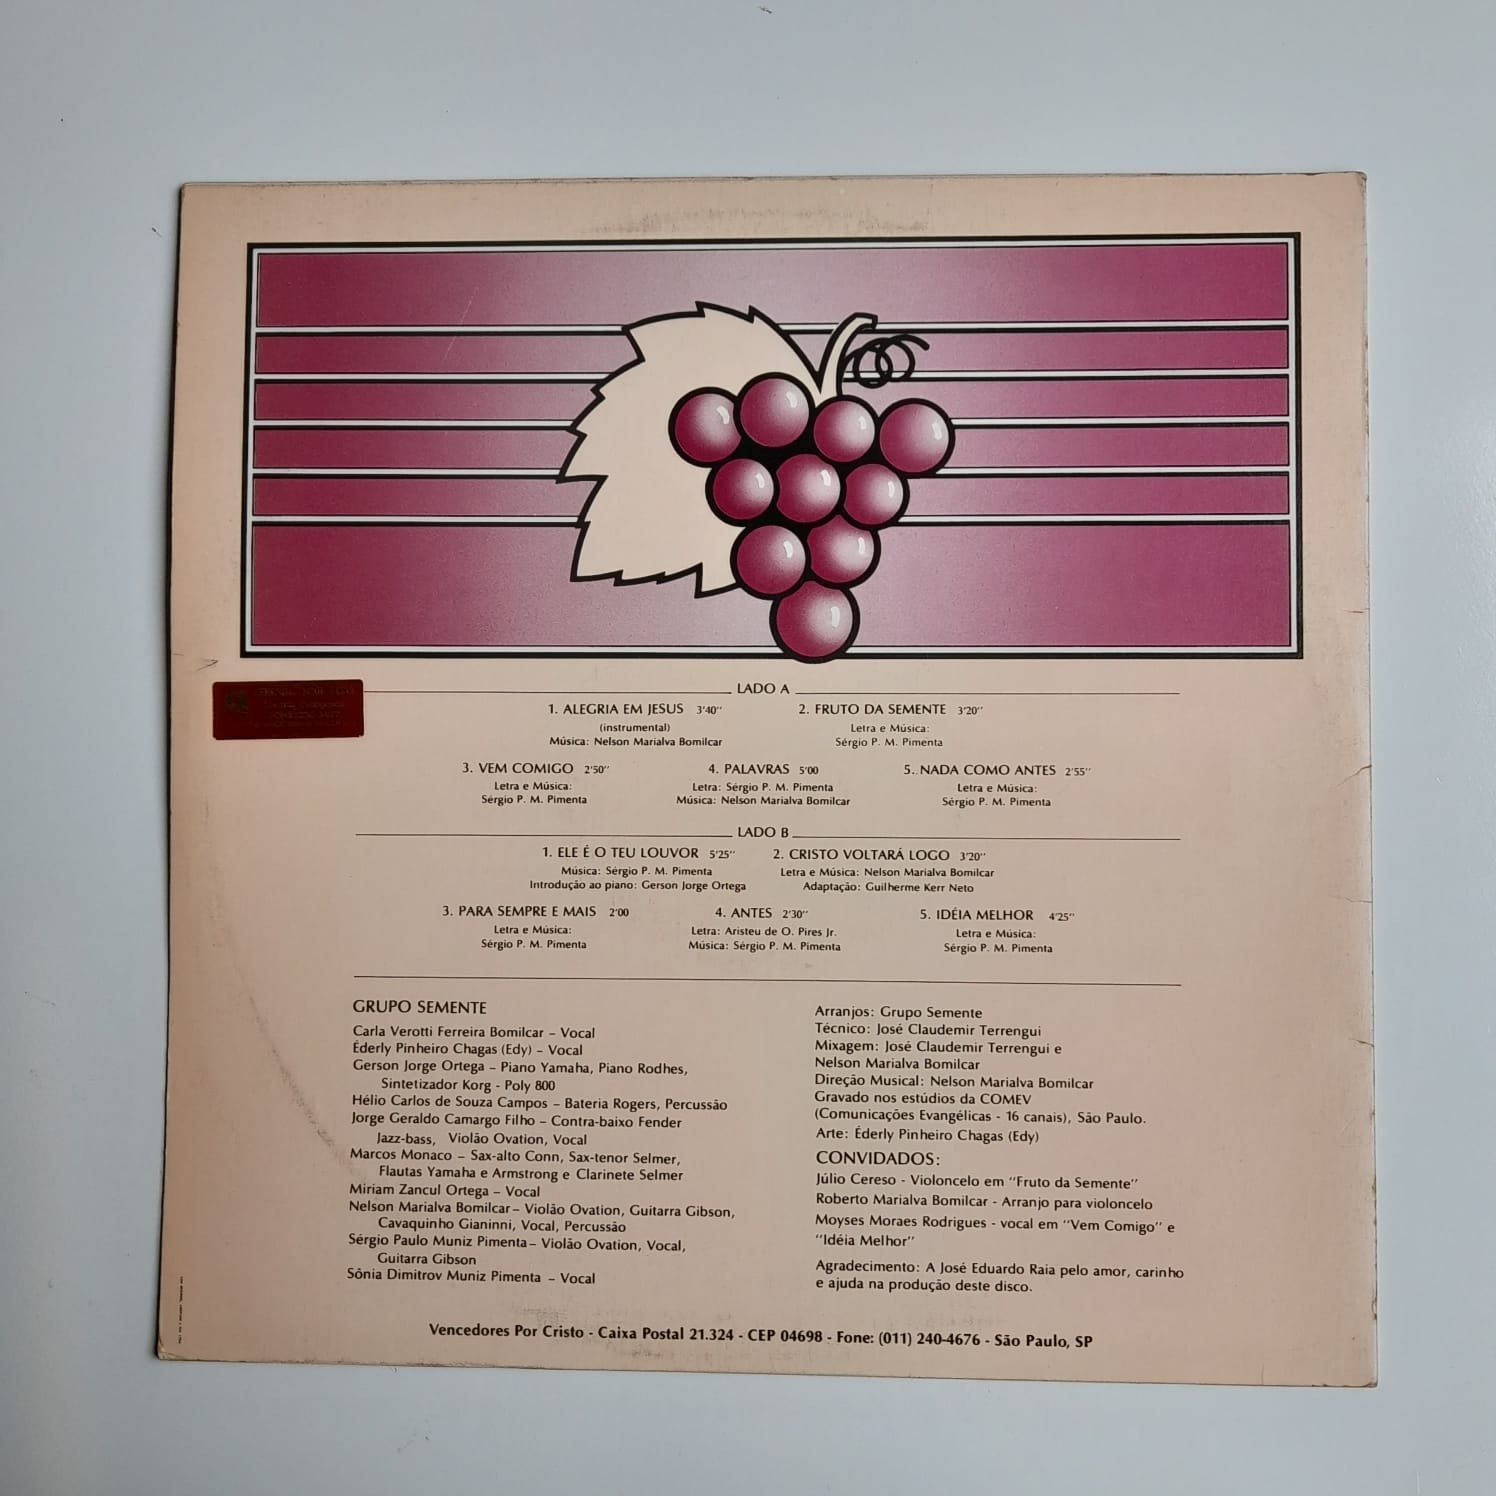 LADO A
1. ALEGRIA EM JESUS 3'40''
(instrumental)
Música: Nelson Marialva Bomilcar
2. FRUTO DA SEMENTE 3'20''
Letra e Música:
Sérgio P. M. Pimenta
3. VEM COMIGO 2'50''
Letra e Música:
Sérgio P. M. Pimenta
4. PALAVRAS 5'00
Letra: Sérgio P. M. Pimenta
Música: Nelson Marialva Bomilcar
5. NADA COMO ANTES 2'55''
Letra e Música:
Sérgio P. M. Pimenta
LADO B
1. ELE É O TEU LOUVOR 5'25''
Música: Sérgio P. M. Pimenta
Introdução ao piano: Gerson Jorge Ortega
2. CRISTO VOLTARÁ LOGO 3'20''
Letra e Música: Nelson Marialva Bomilcar
Adaptação: Guilherme Kerr Neto
3. PARA SEMPRE E MAIS 2'00
Letra e Música:
Sérgio P. M. Pimenta
4. ANTES 2'30''
Letra: Aristeu de O. Pires Jr.
Música: Sérgio P. M. Pimenta
5. IDÉIA MELHOR 4'25''
Letra e Música:
Sérgio P. M. Pimenta
GRUPO SEMENTE
Carla Verotti Ferreira Bomilcar – Vocal
Éderly Pinheiro Chagas (Edy) – Vocal
Gerson Jorge Ortega – Piano Yamaha, Piano Rodhes,
Sintetizador Korg - Poly 800
Hélio Carlos de Souza Campos – Bateria Rogers, Percussão
Jorge Geraldo Camargo Filho – Contra-baixo Fender
Jazz-bass, Violão Ovation, Vocal
Marcos Monaco – Sax-alto Conn, Sax-tenor Selmer,
Flautas Yamaha e Armstrong e Clarinete Selmer
Miriam Zancul Ortega – Vocal
Nelson Marialva Bomilcar – Violão Ovation, Guitarra Gibson,
Cavaquinho Gianinni, Vocal, Percussão
Sérgio Paulo Muniz Pimenta – Violão Ovation, Vocal,
Guitarra Gibson
Sônia Dimitrov Muniz Pimenta – Vocal
Arranjos: Grupo Semente
Técnico: José Claudemir Terrengui
Mixagem: José Claudemir Terrengui e
Nelson Marialva Bomilcar
Direção Musical: Nelson Marialva Bomilcar
Gravado nos estúdios da COMEV
(Comunicações Evangélicas - 16 canais), São Paulo.
Arte: Éderly Pinheiro Chagas (Edy)
CONVIDADOS:
Júlio Cereso - Violoncelo em "Fruto da Semente"
Roberto Marialva Bomilcar - Arranjo para violoncelo
Moyses Moraes Rodrigues - vocal em "Vem Comigo" e
"Idéia Melhor"
Agradecimento: A José Eduardo Raia pelo amor, carinho
e ajuda na produção deste disco.
Vencedores Por Cristo - Caixa Postal 21.324 - CEP 04698 - Fone: (011) 240-4676 - São Paulo, SP